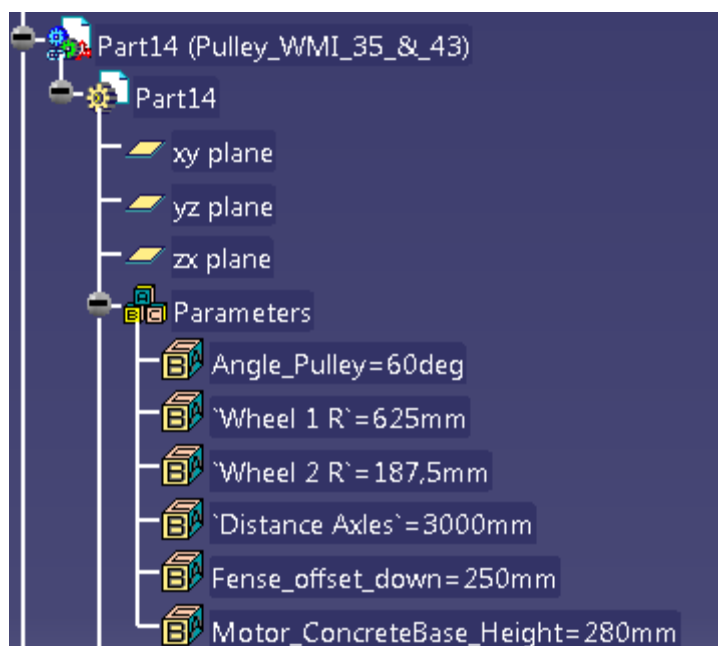 Part14 (Pulley_WMI_35_&_43)
Part14
xy plane
yz plane
zx plane
Parameters
Angle_Pulley=60deg
`Wheel 1 R`=625mm
`Wheel 2 R`=187,5mm
`Distance Axles`=3000mm
Fense_offset_down=250mm
Motor_ConcreteBase_Height=280mm